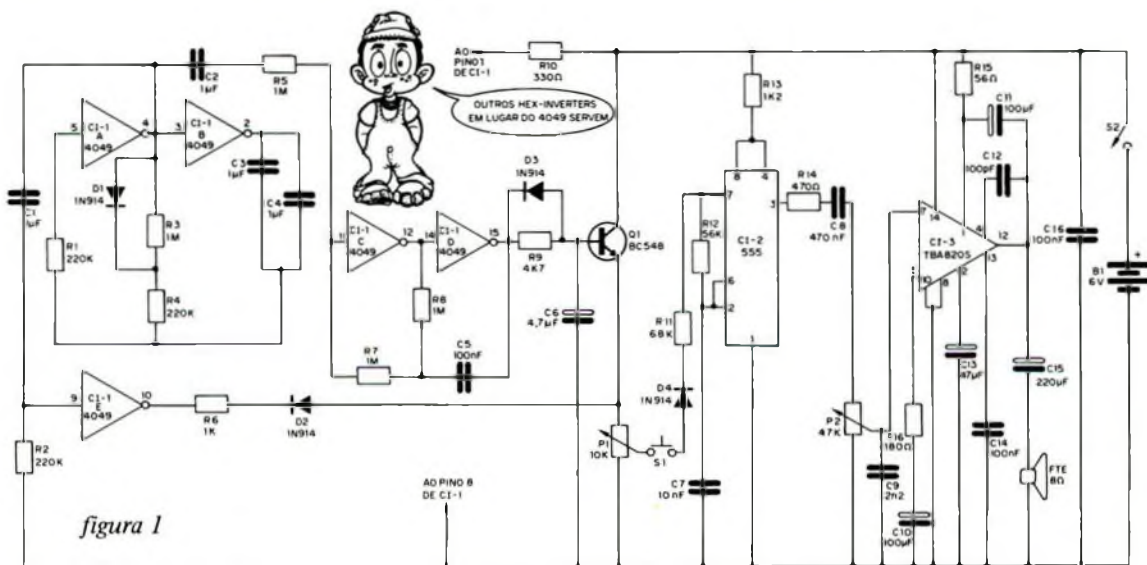 AO
PINO 1
DE CI-1
R10
330Ω
C2
1µF
R5
1M
OUTROS HEX-INVERTERS
EM LUGAR DO 4049 SERVEM
R13
1K2
R15
56Ω
C11
100µF
S2
5
CI-1
A
4049
4
3
CI-1
B
4049
2
D1
1N914
C3
1µF
C4
1µF
C1
1µF
R1
220K
R3
1M
R4
220K
11
CI-1
C
4049
12
14
CI-1
D
4049
15
D3
1N914
R9
4K7
Q1
BC548
R8
1M
R7
1M
C5
100nF
C6
4,7µF
8
4
7
R12
56K
CI-2
555
3
6
2
1
R14
470Ω
C8
470nF
C12
100pF
7
14
1
4
12
CI-3
TBA820S
10
8
2
13
C16
100nF
B1
6V
+
R11
68K
D4
1N914
9
CI-1
E
4049
10
R6
1K
D2
1N914
R2
220K
P1
10K
S1
C7
10nF
P2
47K
R16
180Ω
C13
47µF
C15
220µF
C14
100nF
C9
2n2
C10
100µF
FTE
8Ω
AO PINO 8
DE CI-1
figura 1